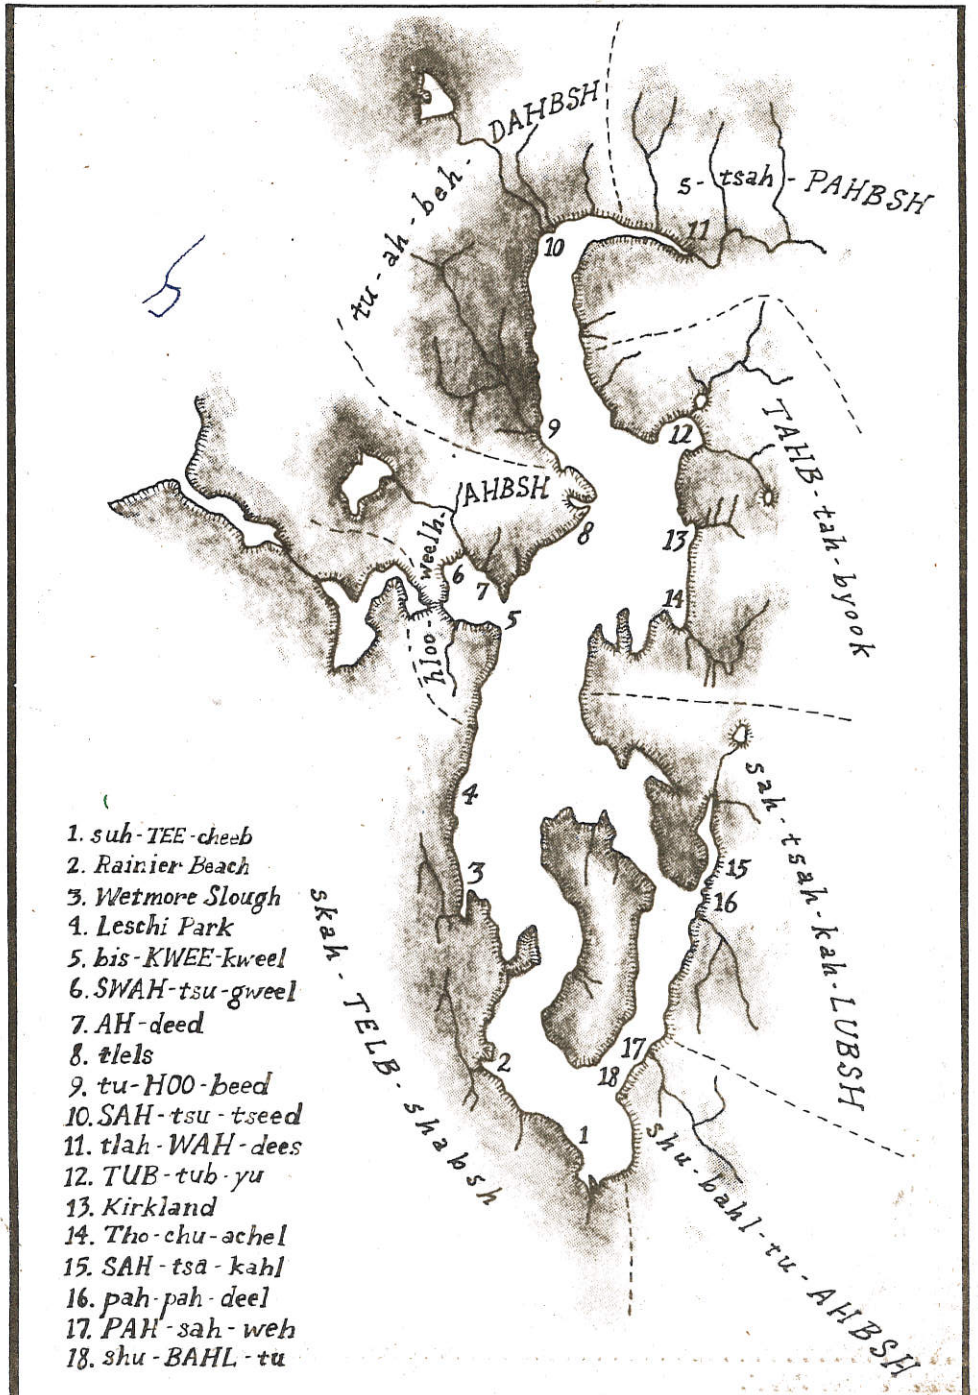 DAHBSH
tu-ah-beh-
s-tsah-PAHBSH
11
10
9
12
TAHB-tah-byook
AHBSH
hloo-weelh-
8
13
6
7
5
14
4
sah-tsah-kah-LUBSH
15
3
16
skah-TELB-shabsh
17
2
18
1
shu-bahl-tu-AHBSH
1. suh-TEE-cheeb
2. Rainier Beach
3. Wetmore Slough
4. Leschi Park
5. bis-KWEE-kweel
6. SWAH-tsu-gweel
7. AH-deed
8. tlels
9. tu-HOO-beed
10. SAH-tsu-tseed
11. tlah-WAH-dees
12. TUB-tub-yu
13. Kirkland
14. Tho-chu-achel
15. SAH-tsa-kahl
16. pah-pah-deel
17. PAH-sah-weh
18. shu-BAHL-tu